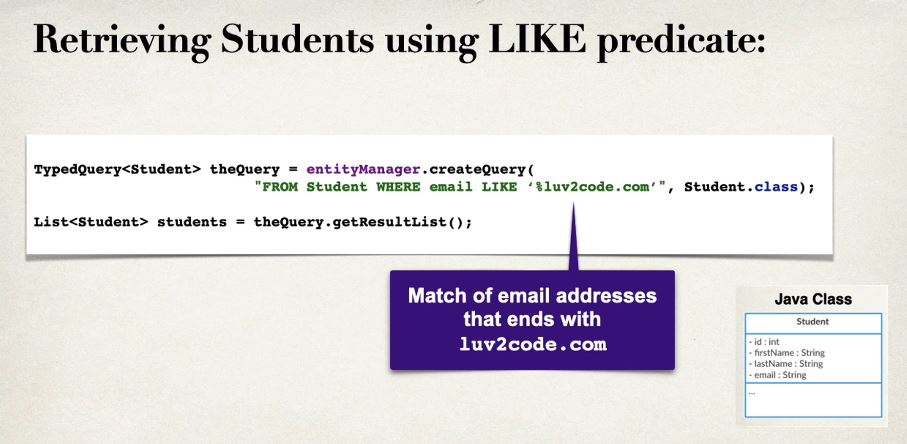 Retrieving Students using LIKE predicate:
TypedQuery<Student> theQuery = entityManager.createQuery(
"FROM Student WHERE email LIKE ‘%luv2code.com’", Student.class);
List<Student> students = theQuery.getResultList();
Match of email addresses
that ends with
luv2code.com
Java Class
Student
- id : int
- firstName : String
- lastName : String
- email : String
...